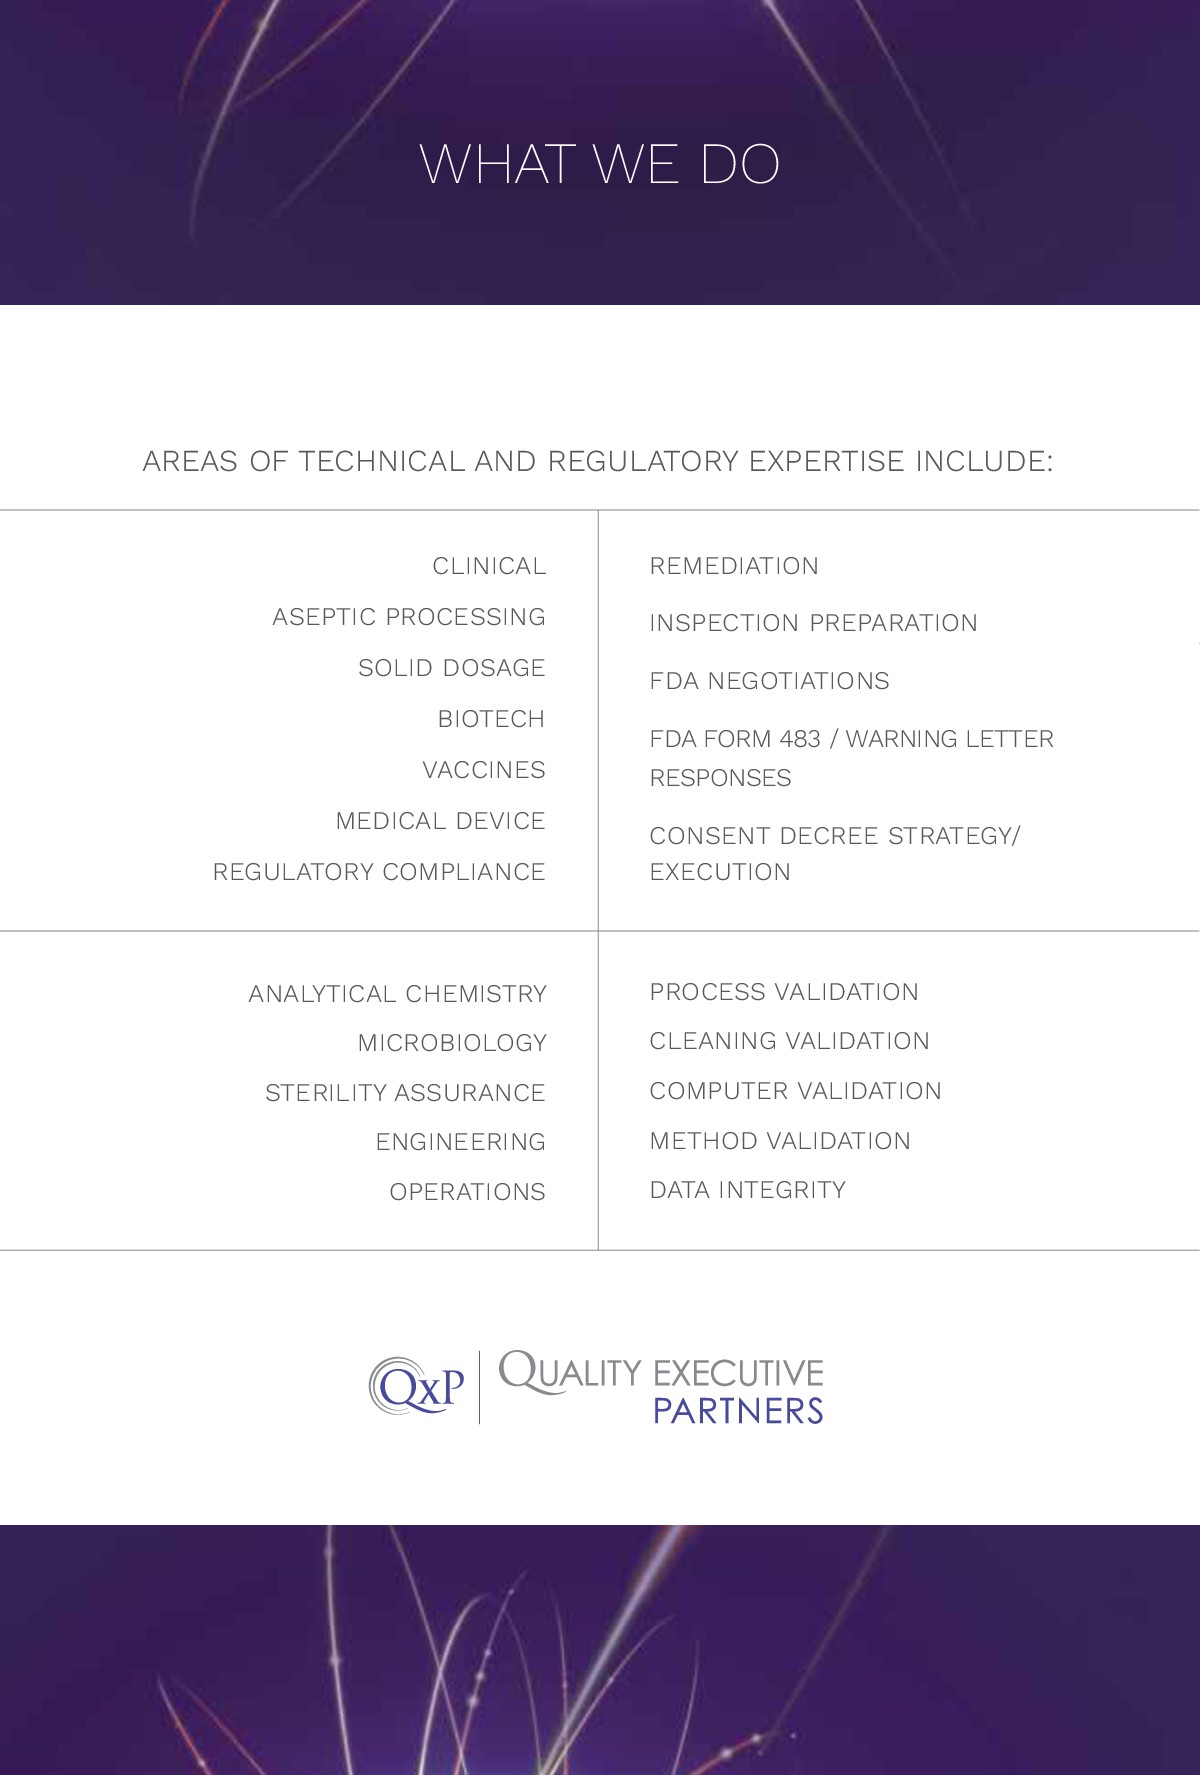 WHAT WE DO
AREAS OF TECHNICAL AND REGULATORY EXPERTISE INCLUDE:
CLINICAL
ASEPTIC PROCESSING
SOLID DOSAGE
BIOTECH
VACCINES
MEDICAL DEVICE
REGULATORY COMPLIANCE
REMEDIATION
INSPECTION PREPARATION
FDA NEGOTIATIONS
FDA FORM 483 / WARNING LETTER
RESPONSES
CONSENT DECREE STRATEGY/
EXECUTION
ANALYTICAL CHEMISTRY
MICROBIOLOGY
STERILITY ASSURANCE
ENGINEERING
OPERATIONS
PROCESS VALIDATION
CLEANING VALIDATION
COMPUTER VALIDATION
METHOD VALIDATION
DATA INTEGRITY
QxP
QUALITY EXECUTIVE
PARTNERS